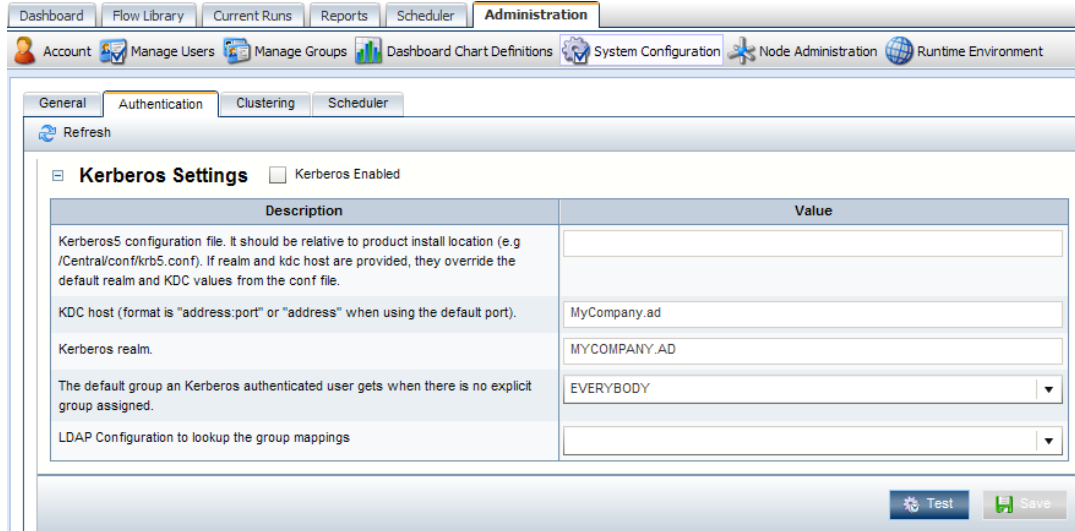 Dashboard Flow Library Current Runs Reports Scheduler Administration
Account Manage Users Manage Groups Dashboard Chart Definitions System Configuration Node Administration Runtime Environment
General Authentication Clustering Scheduler
Refresh
Kerberos Settings Kerberos Enabled
Description Value
Kerberos5 configuration file. It should be relative to product install location (e.g
/Central/conf/krb5.conf). If realm and kdc host are provided, they override the
default realm and KDC values from the conf file.
KDC host (format is "address:port" or "address" when using the default port). MyCompany.ad
Kerberos realm. MYCOMPANY.AD
The default group an Kerberos authenticated user gets when there is no explicit
group assigned. EVERYBODY
LDAP Configuration to lookup the group mappings
Test Save